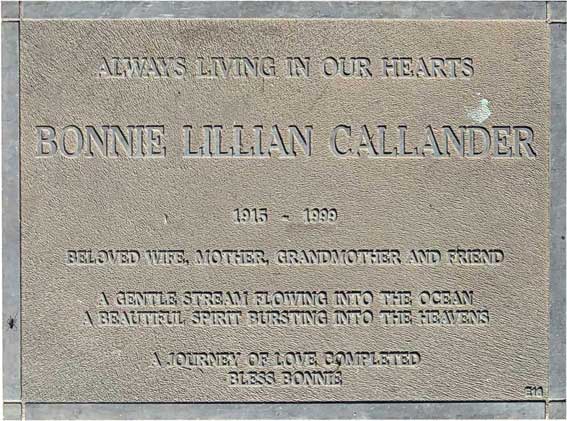 ALWAYS LIVING IN OUR HEARTS
BONNIE LILLIAN CALLANDER
1915 - 1999
BELOVED WIFE, MOTHER, GRANDMOTHER AND FRIEND
A GENTLE STREAM FLOWING INTO THE OCEAN
A BEAUTIFUL SPIRIT BURSTING INTO THE HEAVENS
A JOURNEY OF LOVE COMPLETED
BLESS BONNIE
E10